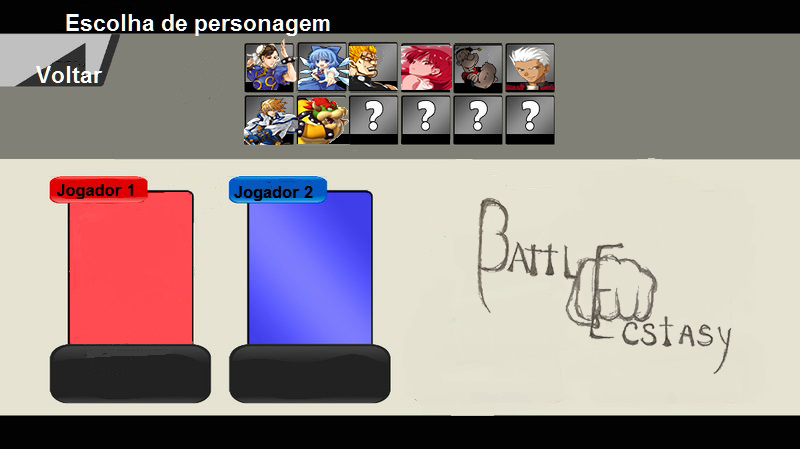 Escolha de personagem
Voltar
? ? ? ?
Jogador 1
Jogador 2
BATTLE
ECSTASY